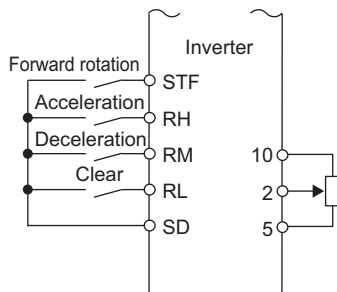 Inverter
Forward rotation
STF
Acceleration
RH
Deceleration
RM
10
Clear
RL
2
SD
5